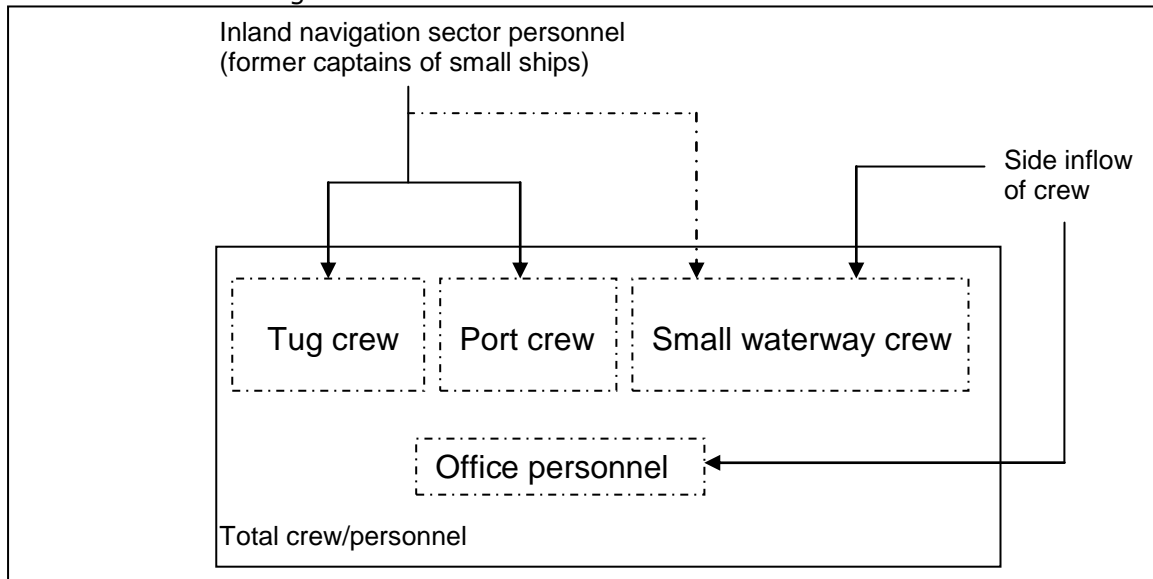 Inland navigation sector personnel
(former captains of small ships)
Side inflow
of crew
Tug crew
Port crew
Small waterway crew
Office personnel
Total crew/personnel